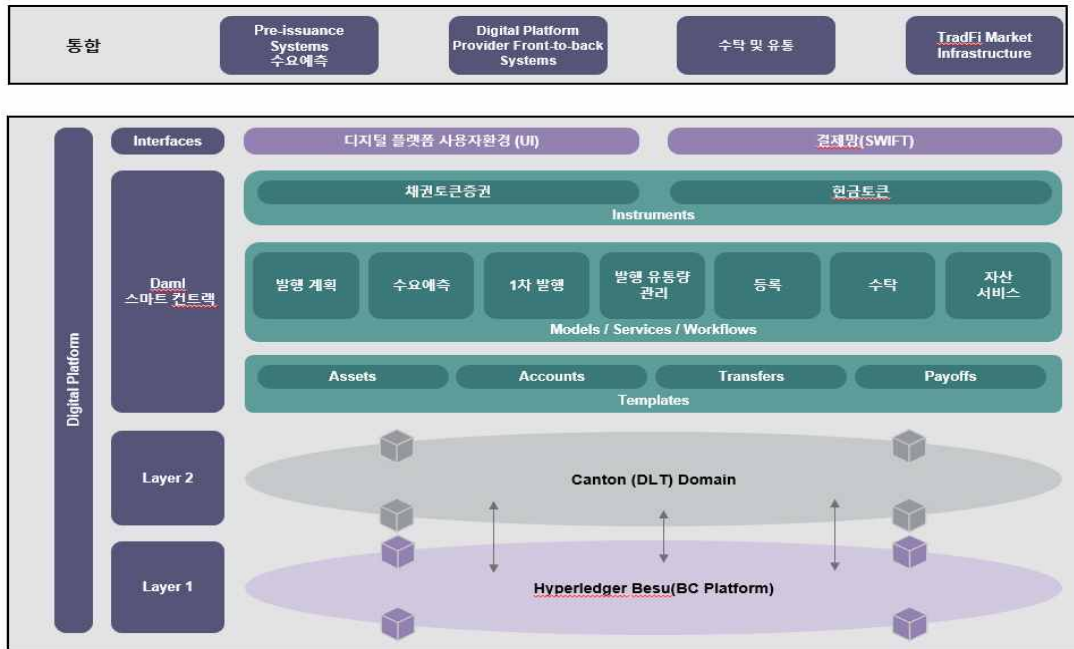 통합
Pre-issuance
Systems
수요예측
Digital Platform
Provider Front-to-back
Systems
수탁 및 유통
TradFi Market
Infrastructure
Digital Platform
Interfaces
디지털 플랫폼 사용자환경 (UI)
결제망(SWIFT)
Daml
스마트 컨트랙
채권토큰증권
현금토큰
Instruments
발행 계획
수요예측
1차 발행
발행 유통량
관리
등록
수탁
자산
서비스
Models / Services / Workflows
Assets
Accounts
Transfers
Payoffs
Templates
Layer 2
Canton (DLT) Domain
Layer 1
Hyperledger Besu(BC Platform)